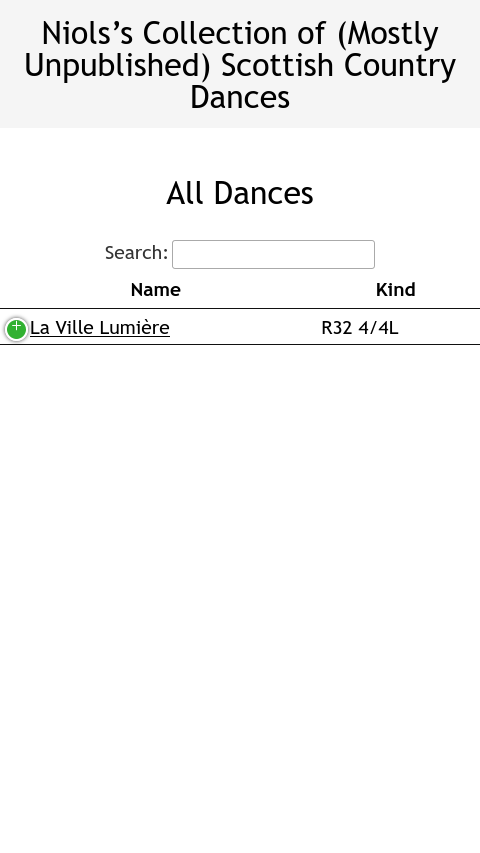 Niols’s Collection of (Mostly
Unpublished) Scottish Country
Dances
All Dances
Search:
Name Kind
La Ville Lumière R32 4/4L